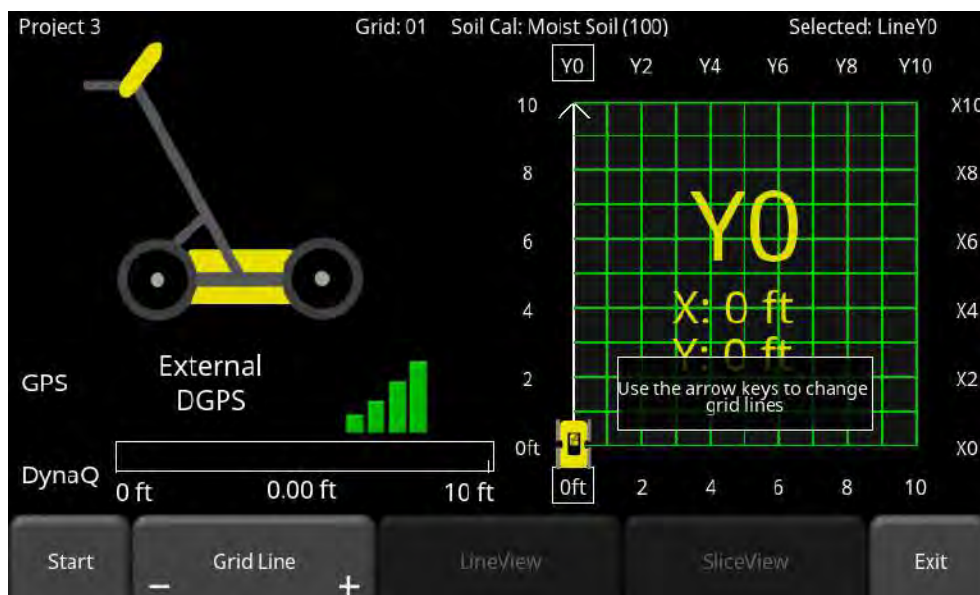 Project 3 Grid: 01 Soil Cal: Moist Soil (100) Selected: LineY0
Y0 Y2 Y4 Y6 Y8 Y10
10 X10
8 X8
Y0
6 X6
X: 0 ft
4 X4
Y: 0 ft
External
GPS
DGPS
2 X2
Use the arrow keys to change
grid lines
0ft X0
DynaQ
0 ft 0.00 ft 10 ft
0ft 2 4 6 8 10
Start Grid Line LineView SliceView Exit
− +